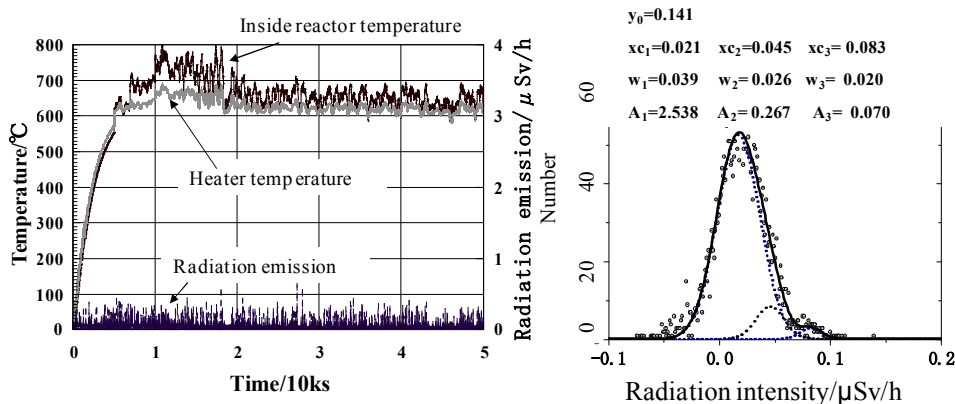 Inside reactor temperature
800
700
600
500
400
300
200
100
0
Temperature/℃
Heater temperature
Radiation emission
4
3
2
1
0
Radiation emission/μSv/h
0 1 2 3 4 5
Time/10ks
y₀=0.141
xc₁=0.021 xc₂=0.045 xc₃= 0.083
w₁=0.039 w₂=0.026 w₃= 0.020
A₁=2.538 A₂=0.267 A₃= 0.070
60
40
20
0
Number
-0.1 0.0 0.1 0.2
Radiation intensity/μSv/h